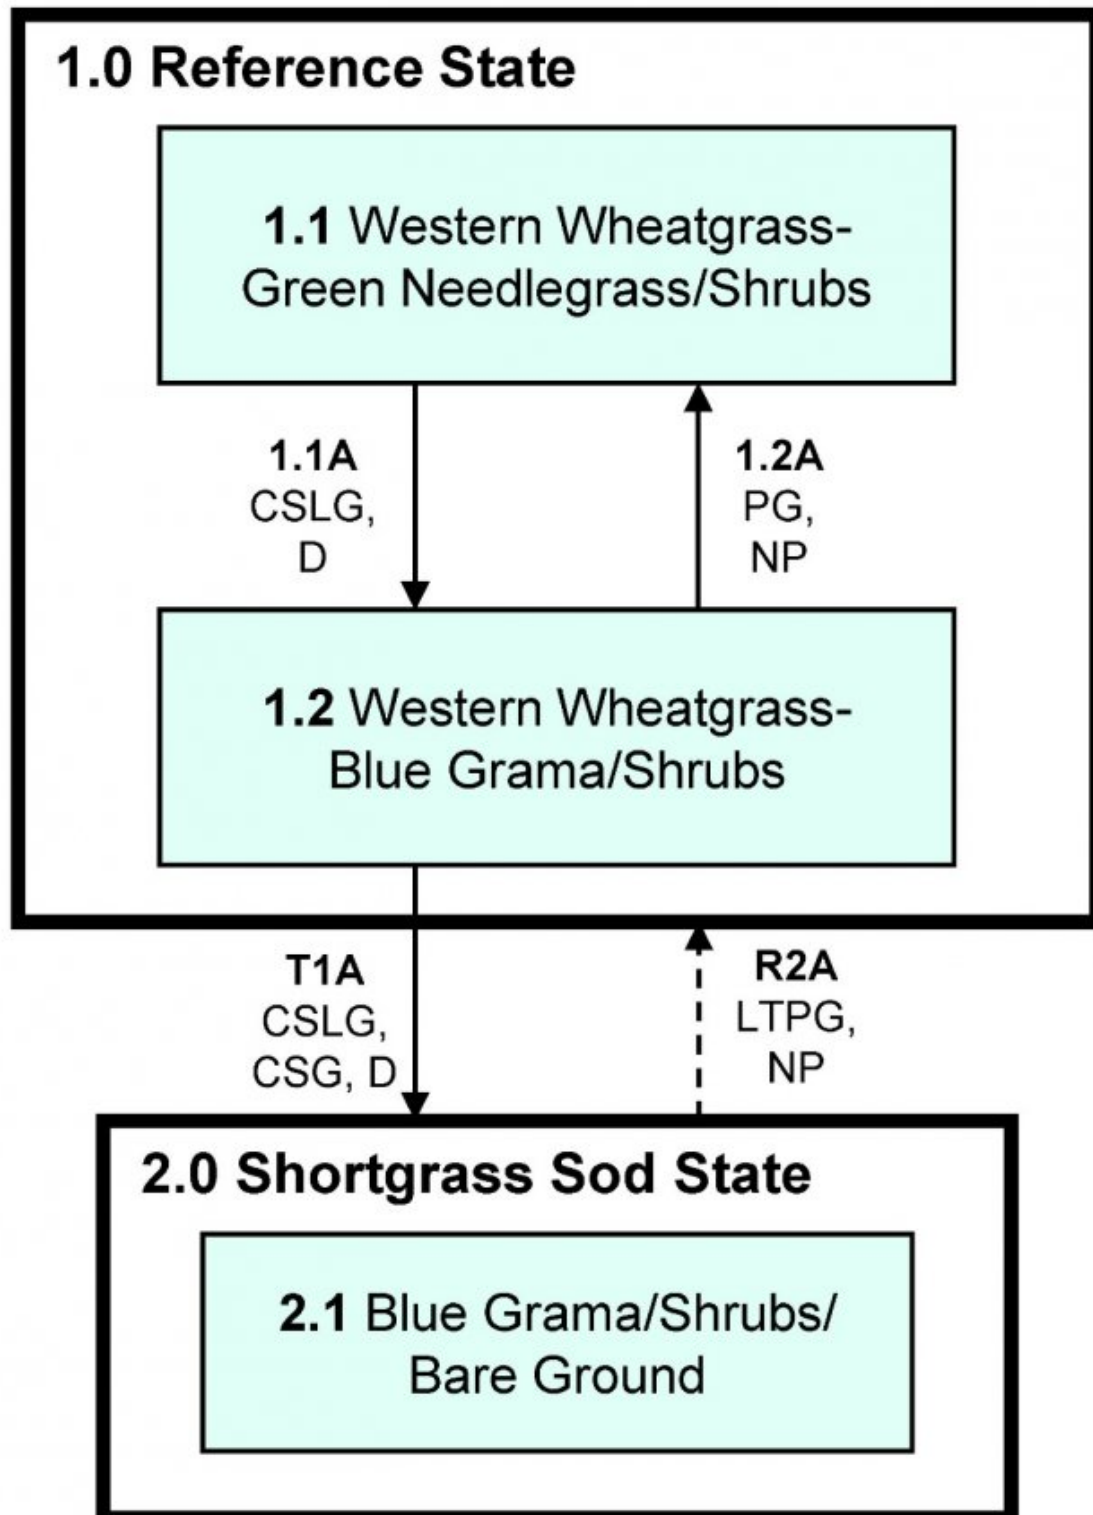 1.0 Reference State
1.1 Western Wheatgrass-
Green Needlegrass/Shrubs
1.1A
CSLG,
D
1.2A
PG,
NP
1.2 Western Wheatgrass-
Blue Grama/Shrubs
T1A
CSLG,
CSG, D
R2A
LTPG,
NP
2.0 Shortgrass Sod State
2.1 Blue Grama/Shrubs/
Bare Ground